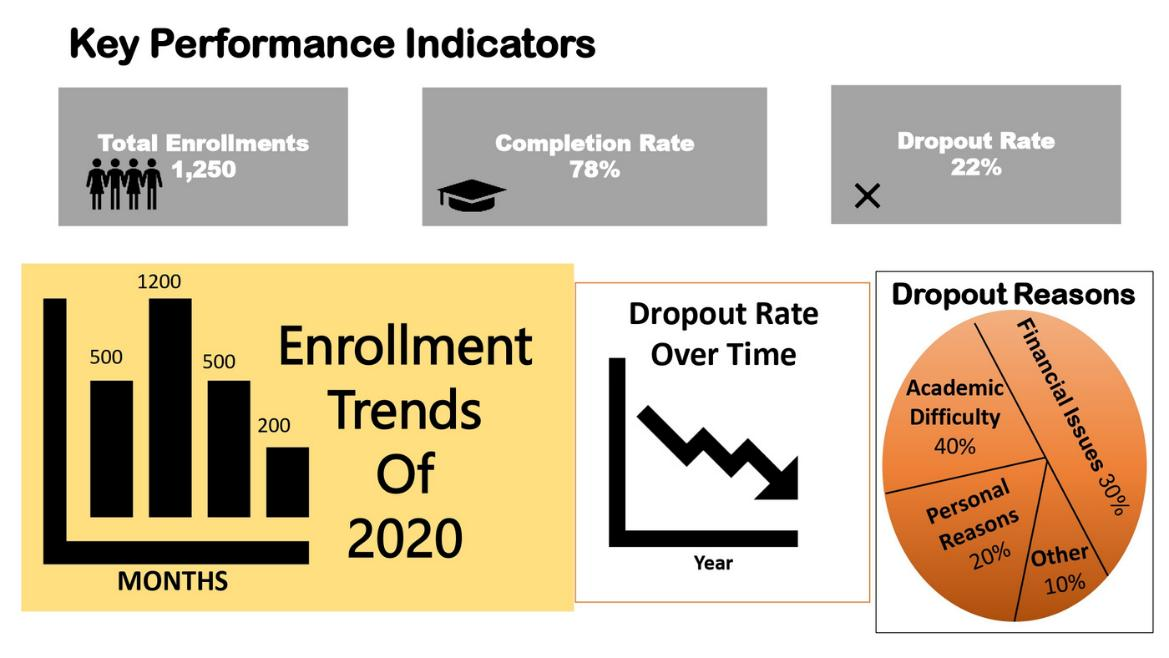 Key Performance Indicators
Total Enrollments
1,250
Completion Rate
78%
Dropout Rate
22%
1200
500
500
200
Enrollment
Trends
Of
2020
MONTHS
Dropout Rate
Over Time
Year
Dropout Reasons
Financial Issues 30%
Academic
Difficulty
40%
Personal
Reasons
20%
Other
10%